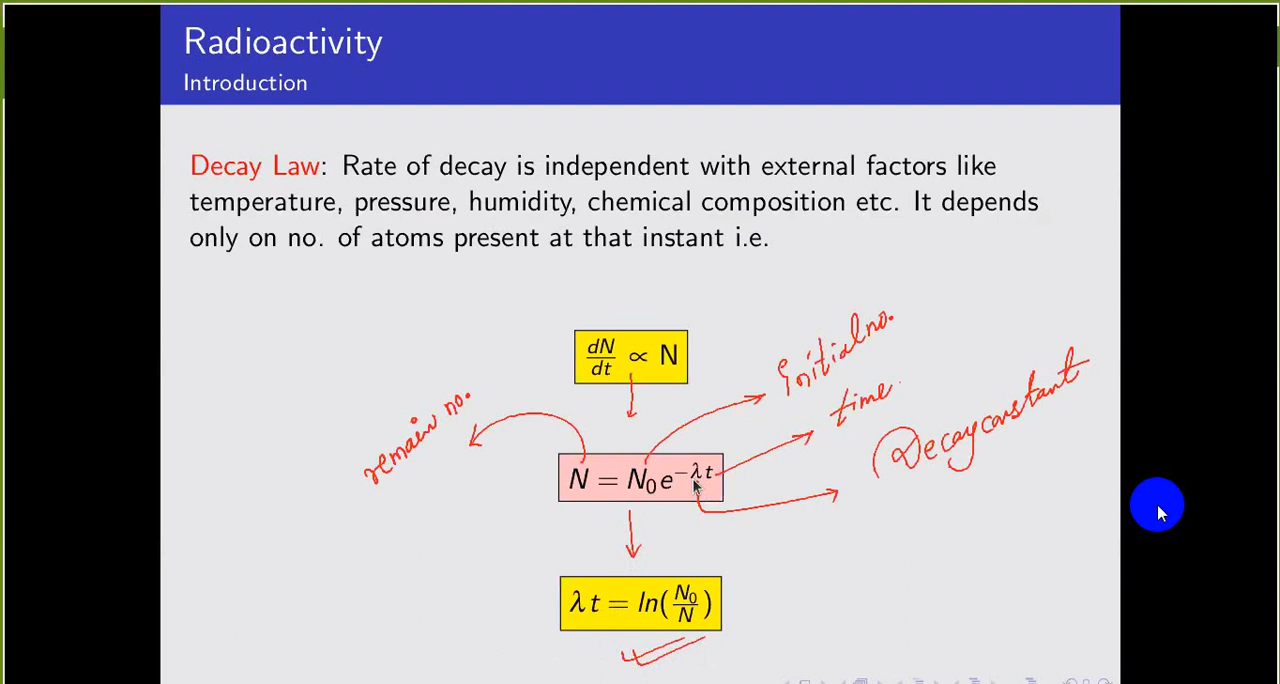 Radioactivity
Introduction
Decay Law: Rate of decay is independent with external factors like
temperature, pressure, humidity, chemical composition etc. It depends
only on no. of atoms present at that instant i.e.
dN/dt ∝ N
Initial no.
time
remain no.
Decay constant
N = N₀e^{−λt}
λt = ln(N₀/N)